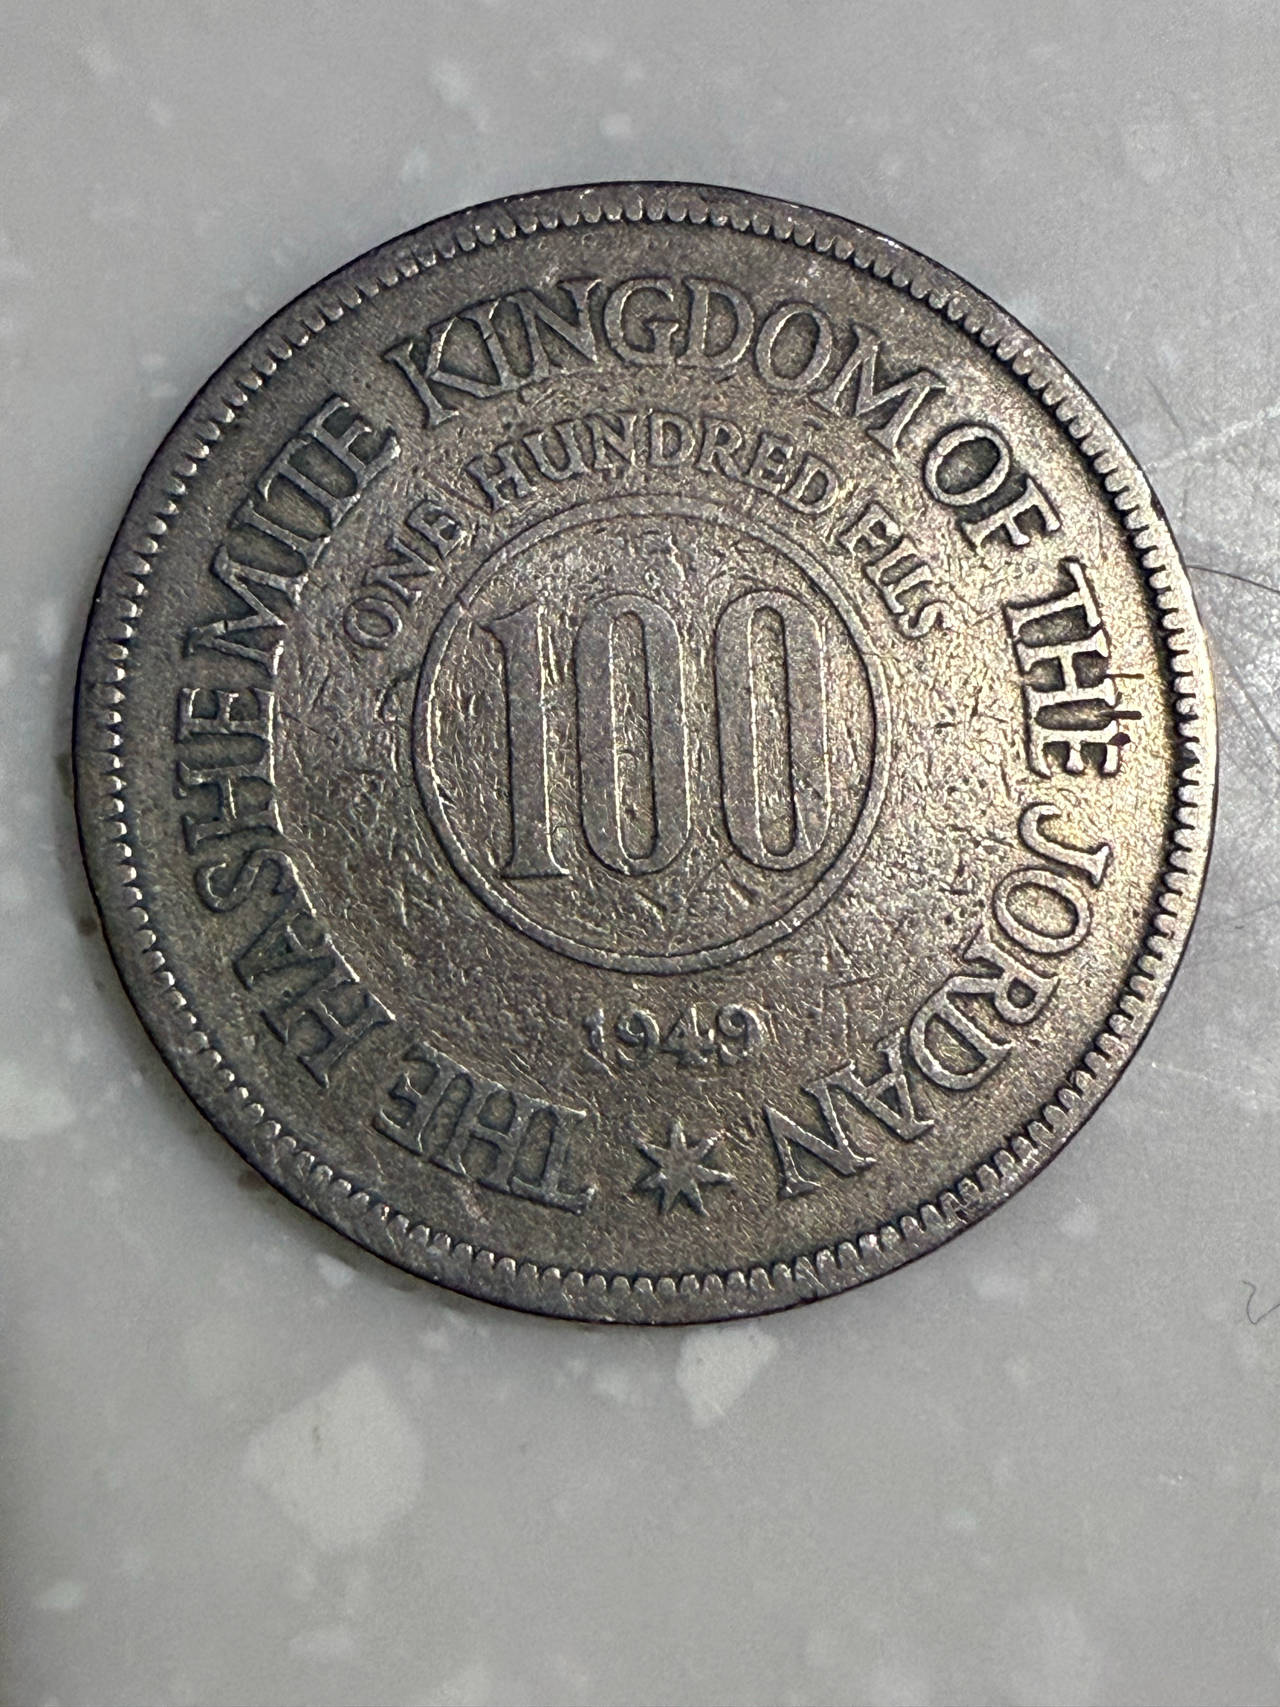 THE HASHEMITE KINGDOM OF THE JORDAN
ONE HUNDRED FILS
100
1949